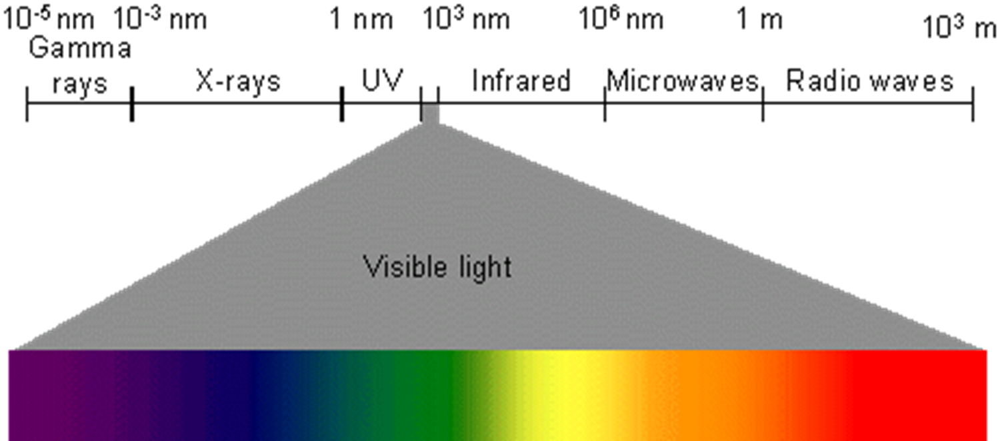 10⁻⁵ nm 10⁻³ nm 1 nm 10³ nm 10⁶ nm 1 m 10³ m
Gamma
rays X-rays UV Infrared Microwaves Radio waves
Visible light